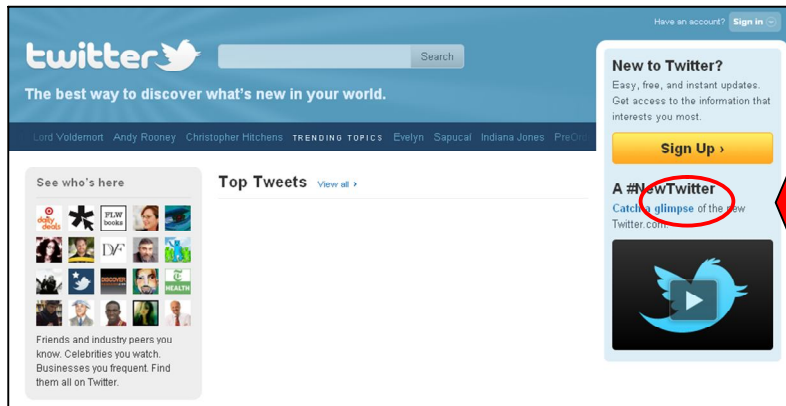 Have an account? Sign in
twitter
Search
The best way to discover what's new in your world.
Lord Voldemort Andy Rooney Christopher Hitchens TRENDING TOPICS Evelyn Sapucal Indiana Jones
New to Twitter?
Easy, free, and instant updates.
Get access to the information that
interests you most.
Sign Up ›
A #NewTwitter
Catch a glimpse of the new
Twitter.com.
See who's here
daily
deals
FLW
books
D/F
DISCOVER
HEALTH
Friends and industry peers you
know. Celebrities you watch.
Businesses you frequent. Find
them all on Twitter.
Top Tweets View all ›